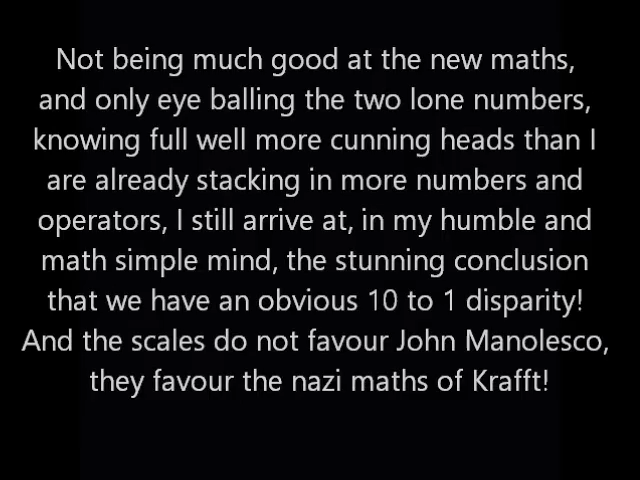 Not being much good at the new maths,
and only eye balling the two lone numbers,
knowing full well more cunning heads than I
are already stacking in more numbers and
operators, I still arrive at, in my humble and
math simple mind, the stunning conclusion
that we have an obvious 10 to 1 disparity!
And the scales do not favour John Manolesco,
they favour the nazi maths of Krafft!